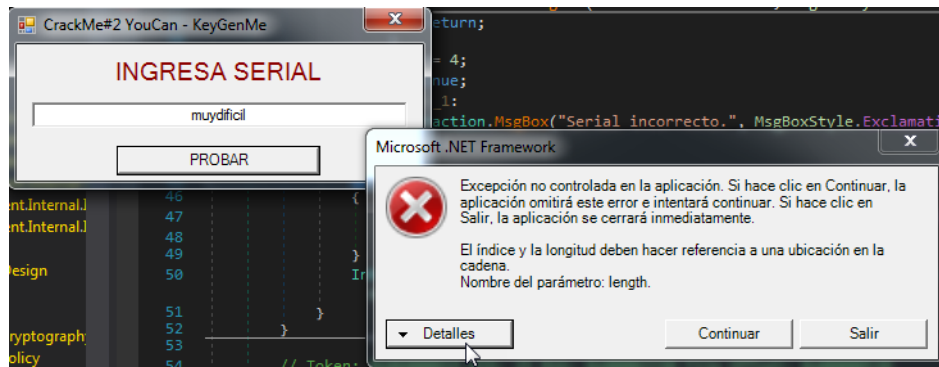 CrackMe#2 YouCan - KeyGenMe
INGRESA SERIAL
muydificil
PROBAR
eturn;
= 4;
nue;
_1:
action.MsgBox("Serial incorrecto.", MsgBoxStyle.Exclamati
Microsoft .NET Framework
Excepción no controlada en la aplicación. Si hace clic en Continuar, la
aplicación omitirá este error e intentará continuar. Si hace clic en
Salir, la aplicación se cerrará inmediatamente.
El índice y la longitud deben hacer referencia a una ubicación en la
cadena.
Nombre del parámetro: length.
Detalles
Continuar
Salir
ent.Internal.I
ent.Internal.I
Design
ryptography
olicy
46 {
47
48
49 }
50 In
51 }
52 }
53
54 // Token: